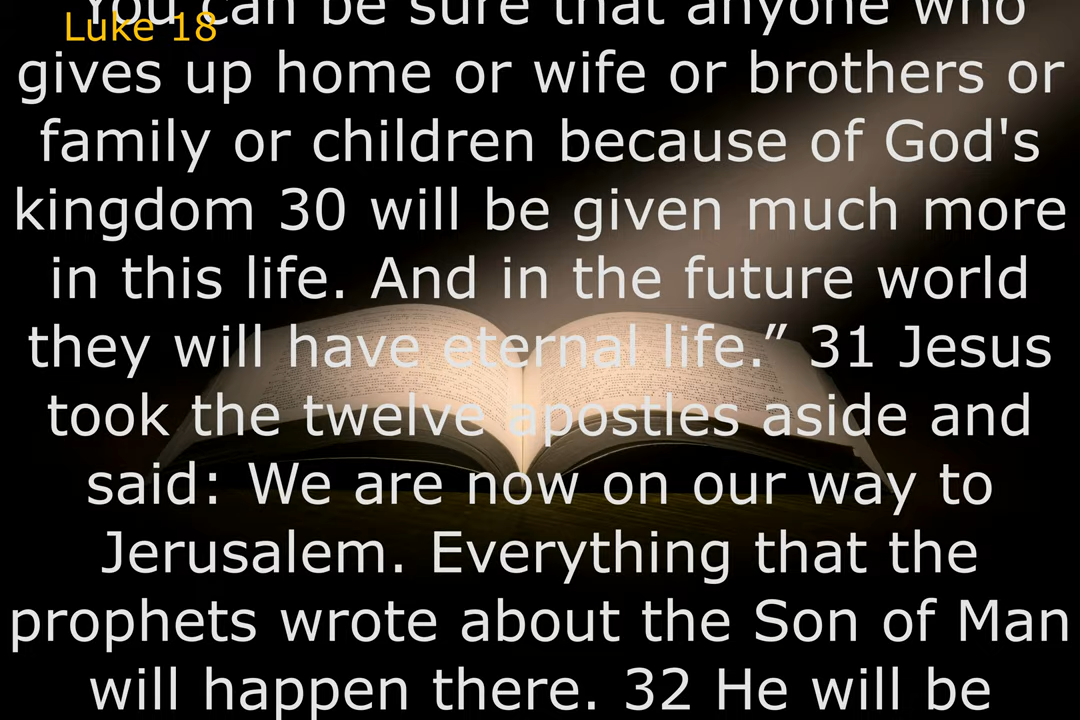 You can be sure that anyone who
Luke 18
gives up home or wife or brothers or
family or children because of God's
kingdom 30 will be given much more
in this life. And in the future world
they will have eternal life.” 31 Jesus
took the twelve apostles aside and
said: We are now on our way to
Jerusalem. Everything that the
prophets wrote about the Son of Man
will happen there. 32 He will be